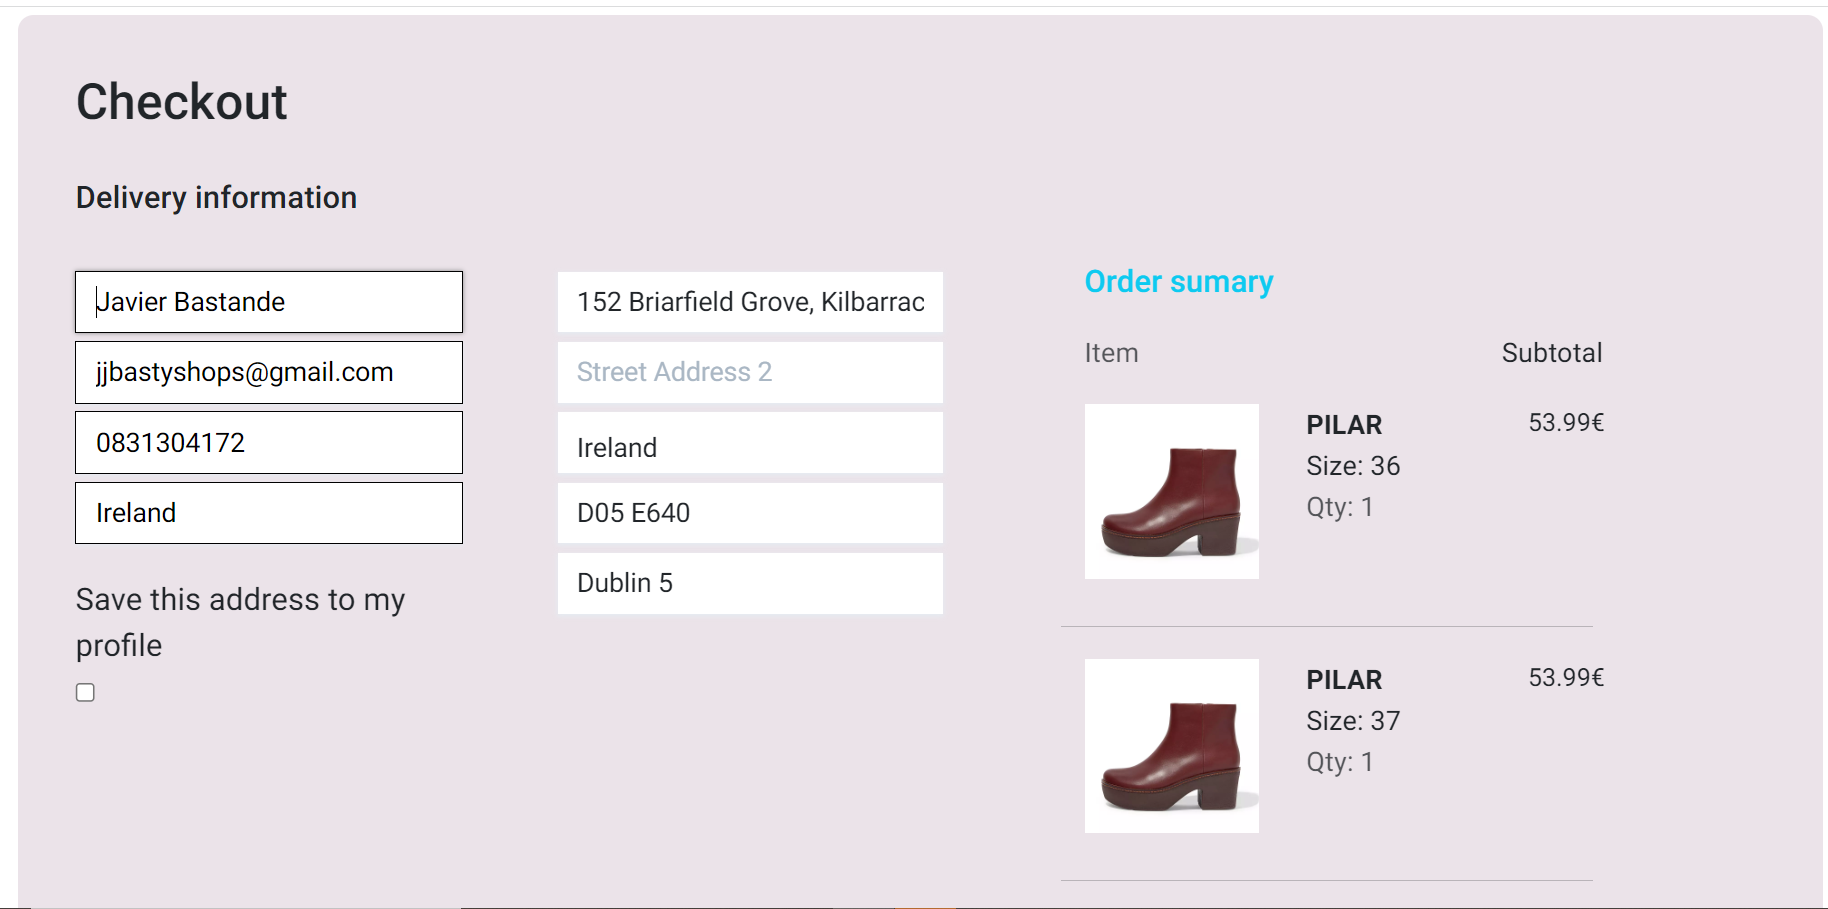 Checkout
Delivery information
Javier Bastande
jjbastyshops@gmail.com
0831304172
Ireland
Save this address to my
profile
152 Briarfield Grove, Kilbarrac
Street Address 2
Ireland
D05 E640
Dublin 5
Order sumary
Item Subtotal
PILAR 53.99€
Size: 36
Qty: 1
PILAR 53.99€
Size: 37
Qty: 1